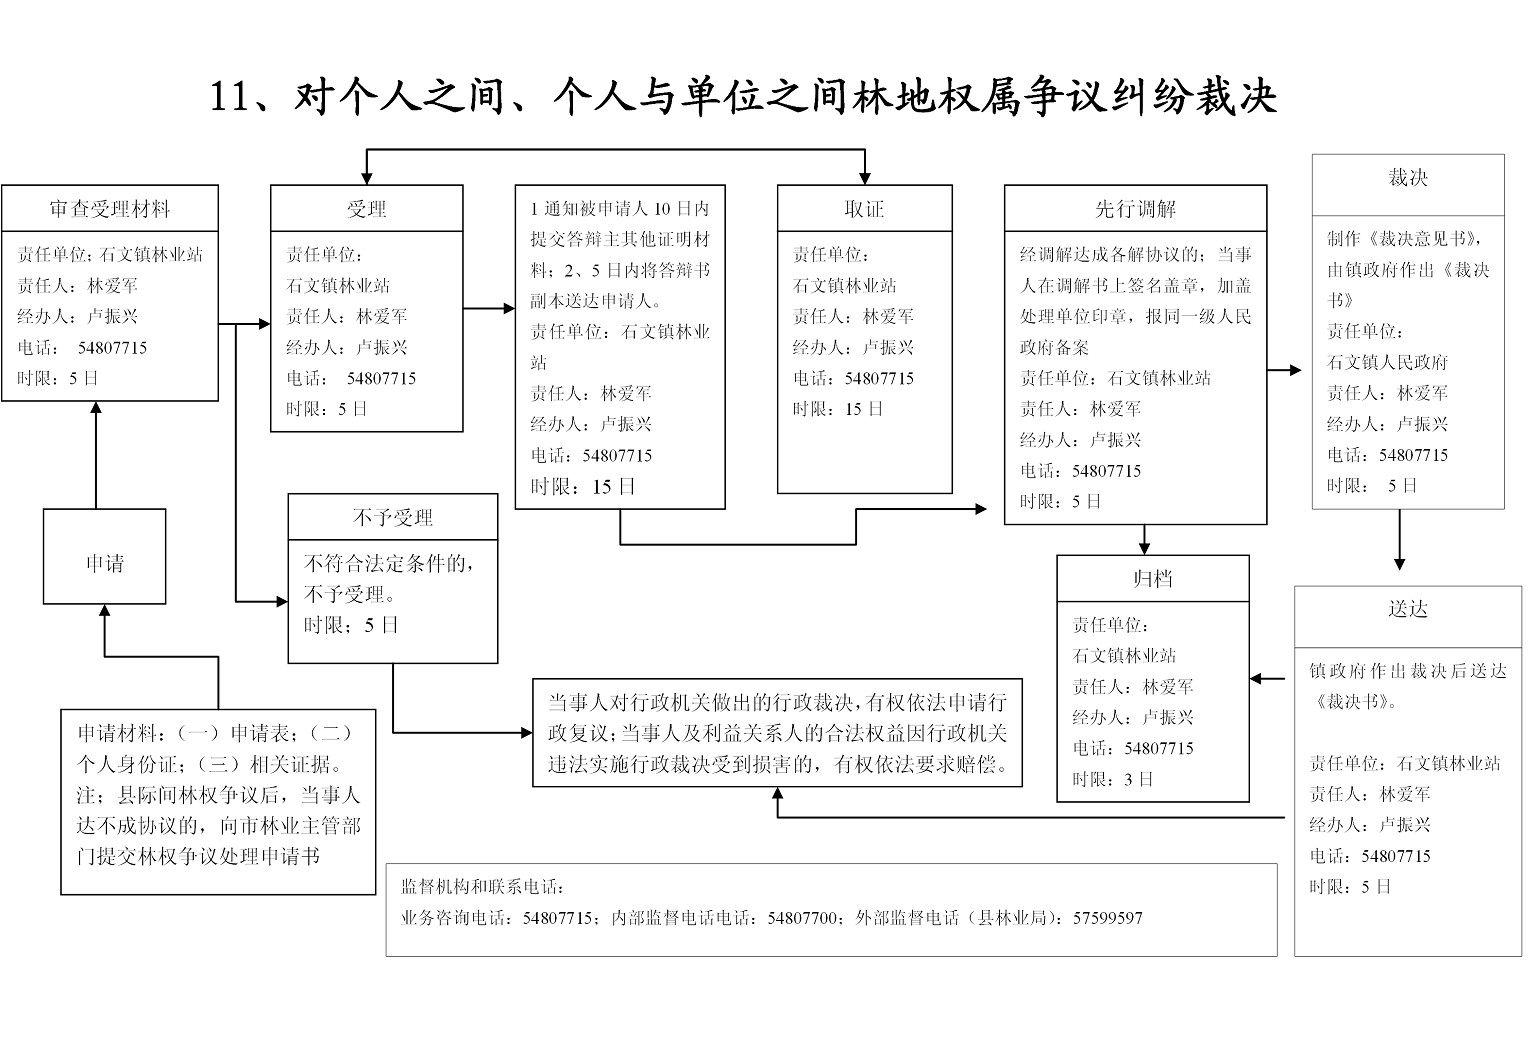 11、对个人之间、个人与单位之间林地权属争议纠纷裁决
审查受理材料
责任单位;石文镇林业站
责任人：林爱军
经办人：卢振兴
电话： 54807715
时限：5 日
受理
责任单位:
石文镇林业站
责任人：林爱军
经办人：卢振兴
电话： 54807715
时限：5 日
1 通知被申请人 10 日内
提交答辩主其他证明材
料；2、5 日内将答辩书
副本送达申请人。
责任单位：石文镇林业
站
责任人：林爱军
经办人：卢振兴
电话：54807715
时限：15 日
取证
责任单位:
石文镇林业站
责任人：林爱军
经办人：卢振兴
电话：54807715
时限：15 日
先行调解
经调解达成各解协议的；当事
人在调解书上签名盖章，加盖
处理单位印章，报同一级人民
政府备案
责任单位：石文镇林业站
责任人：林爱军
经办人：卢振兴
电话：54807715
时限：5 日
裁决
制作《裁决意见书》，
由镇政府作出《裁决
书》
责任单位:
石文镇人民政府
责任人：林爱军
经办人：卢振兴
电话：54807715
时限： 5 日
申请
不予受理
不符合法定条件的，
不予受理。
时限；5 日
归档
责任单位：
石文镇林业站
责任人：林爱军
经办人：卢振兴
电话：54807715
时限：3 日
送达
镇政府作出裁决后送达
《裁决书》。
责任单位：石文镇林业站
责任人：林爱军
经办人：卢振兴
电话：54807715
时限：5 日
申请材料：（一）申请表；（二）
个人身份证；（三）相关证据。
注；县际间林权争议后，当事人
达不成协议的，向市林业主管部
门提交林权争议处理申请书
当事人对行政机关做出的行政裁决，有权依法申请行
政复议；当事人及利益关系人的合法权益因行政机关
违法实施行政裁决受到损害的，有权依法要求赔偿。
监督机构和联系电话：
业务咨询电话：54807715；内部监督电话电话：54807700；外部监督电话（县林业局）：57599597